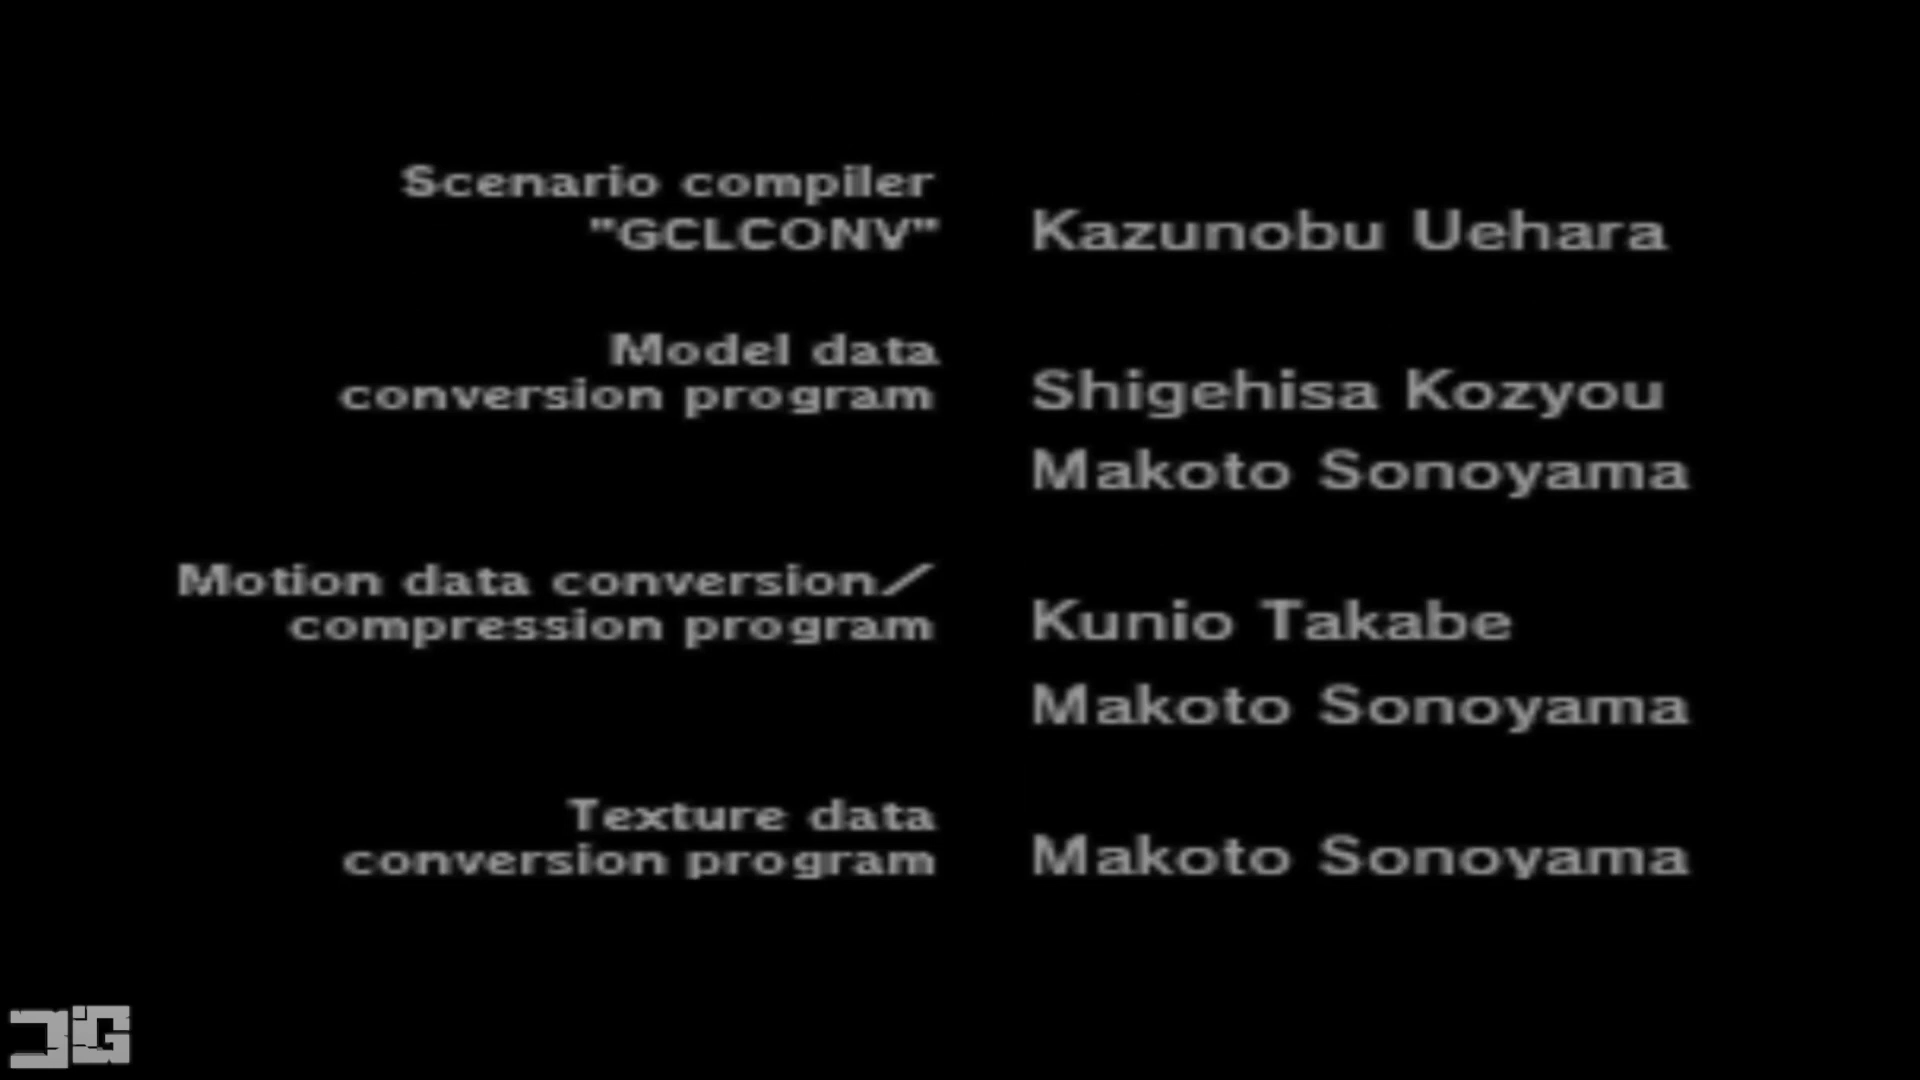 Scenario compiler
"GCLCONV" Kazunobu Uehara
Model data
conversion program Shigehisa Kozyou
Makoto Sonoyama
Motion data conversion／
compression program Kunio Takabe
Makoto Sonoyama
Texture data
conversion program Makoto Sonoyama